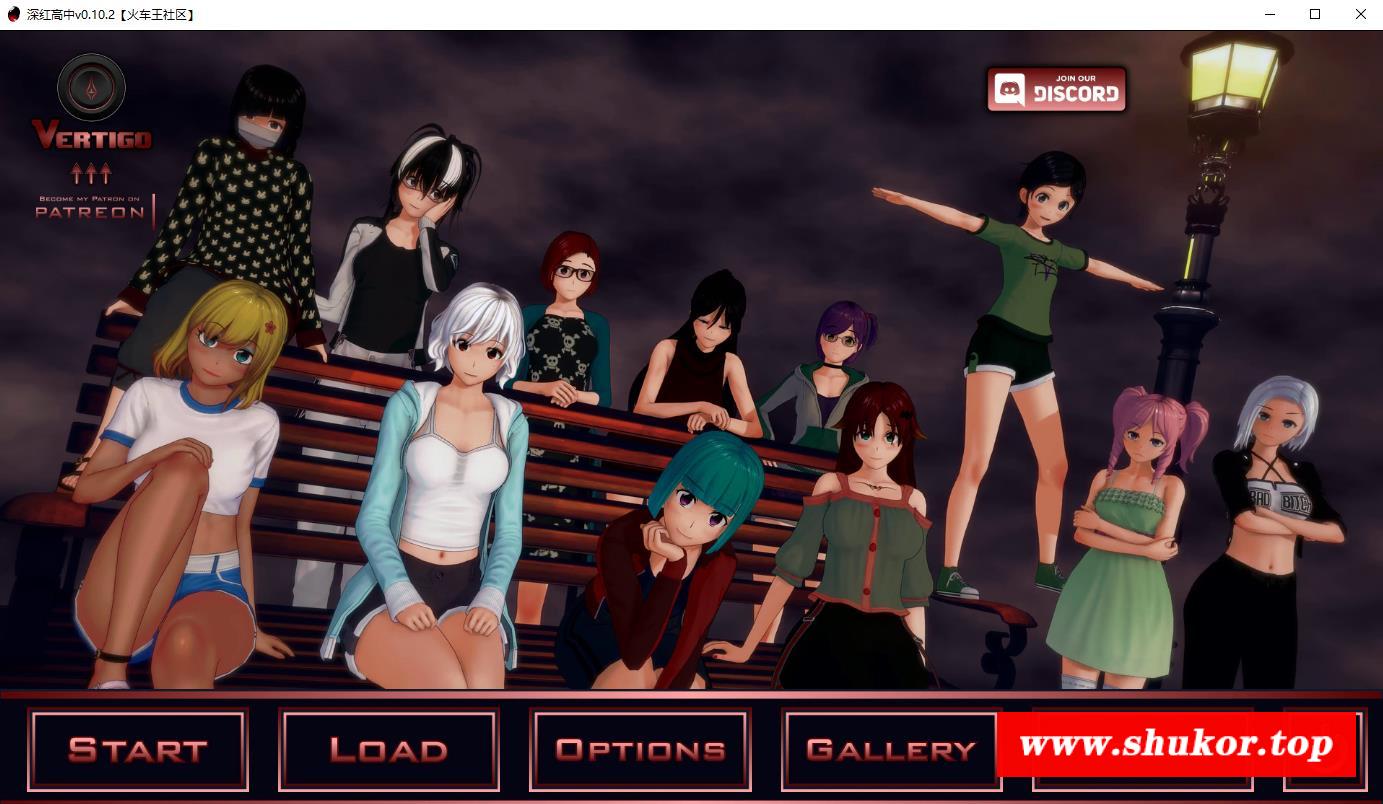 深红高中v0.10.2【火车王社区】
VERTIGO
BECOME MY PATRON ON
PATREON
JOIN OUR
DISCORD
BAD BITCH
START
LOAD
OPTIONS
GALLERY
www.shukor.top